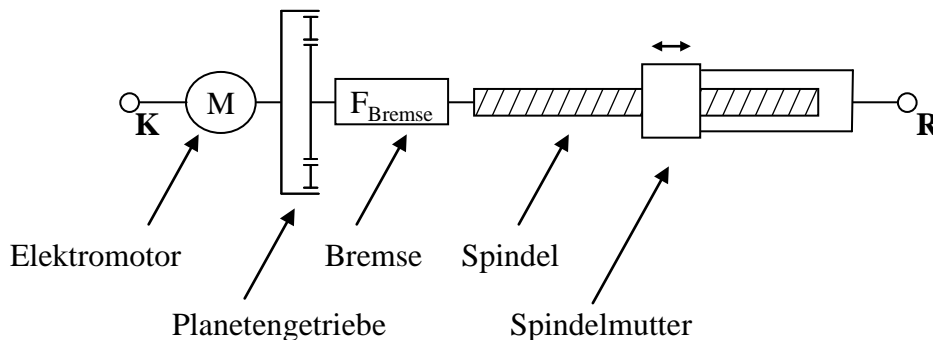 M
F_Bremse
K
R
Elektromotor
Bremse
Spindel
Planetengetriebe
Spindelmutter